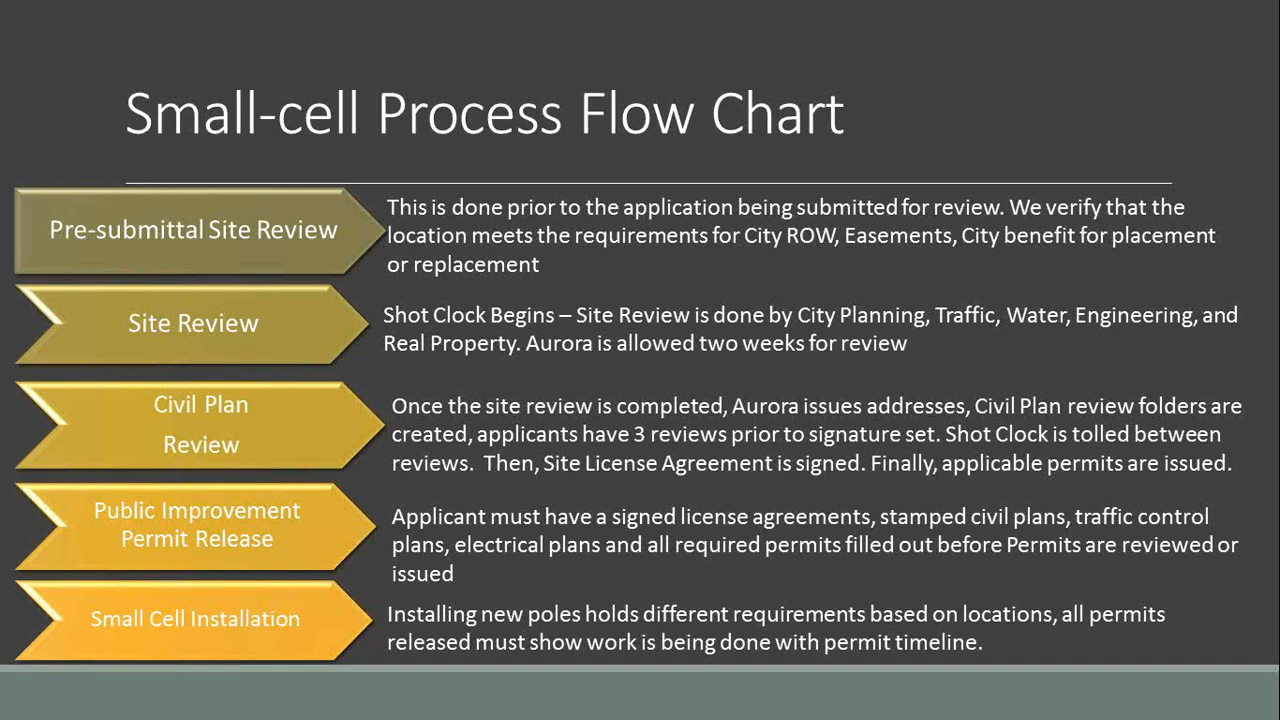 Small-cell Process Flow Chart
Pre-submittal Site Review
This is done prior to the application being submitted for review. We verify that the
location meets the requirements for City ROW, Easements, City benefit for placement
or replacement
Site Review
Shot Clock Begins – Site Review is done by City Planning, Traffic, Water, Engineering, and
Real Property. Aurora is allowed two weeks for review
Civil Plan
Review
Once the site review is completed, Aurora issues addresses, Civil Plan review folders are
created, applicants have 3 reviews prior to signature set. Shot Clock is tolled between
reviews.  Then, Site License Agreement is signed. Finally, applicable permits are issued.
Public Improvement
Permit Release
Applicant must have a signed license agreements, stamped civil plans, traffic control
plans, electrical plans and all required permits filled out before Permits are reviewed or
issued
Small Cell Installation
Installing new poles holds different requirements based on locations, all permits
released must show work is being done with permit timeline.